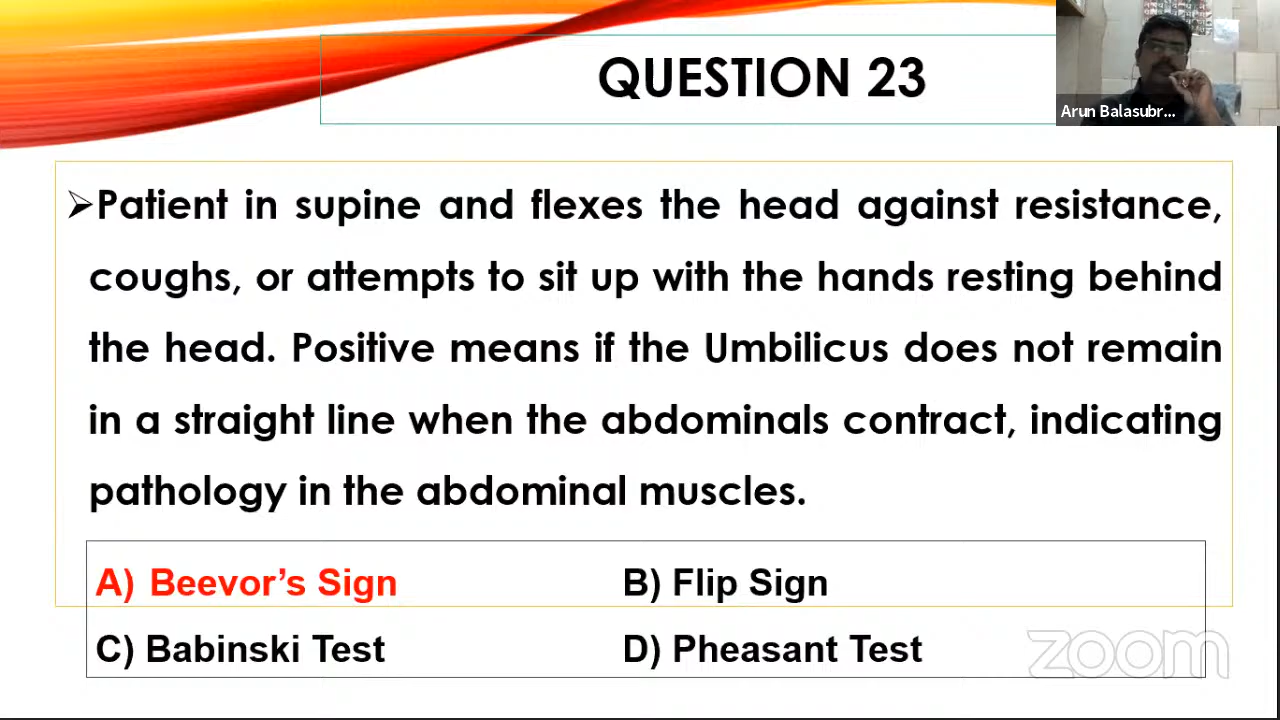 QUESTION 23
Arun Balasubr...
➢Patient in supine and flexes the head against resistance,
coughs, or attempts to sit up with the hands resting behind
the head. Positive means if the Umbilicus does not remain
in a straight line when the abdominals contract, indicating
pathology in the abdominal muscles.
A) Beevor’s Sign B) Flip Sign
C) Babinski Test D) Pheasant Test
zoom